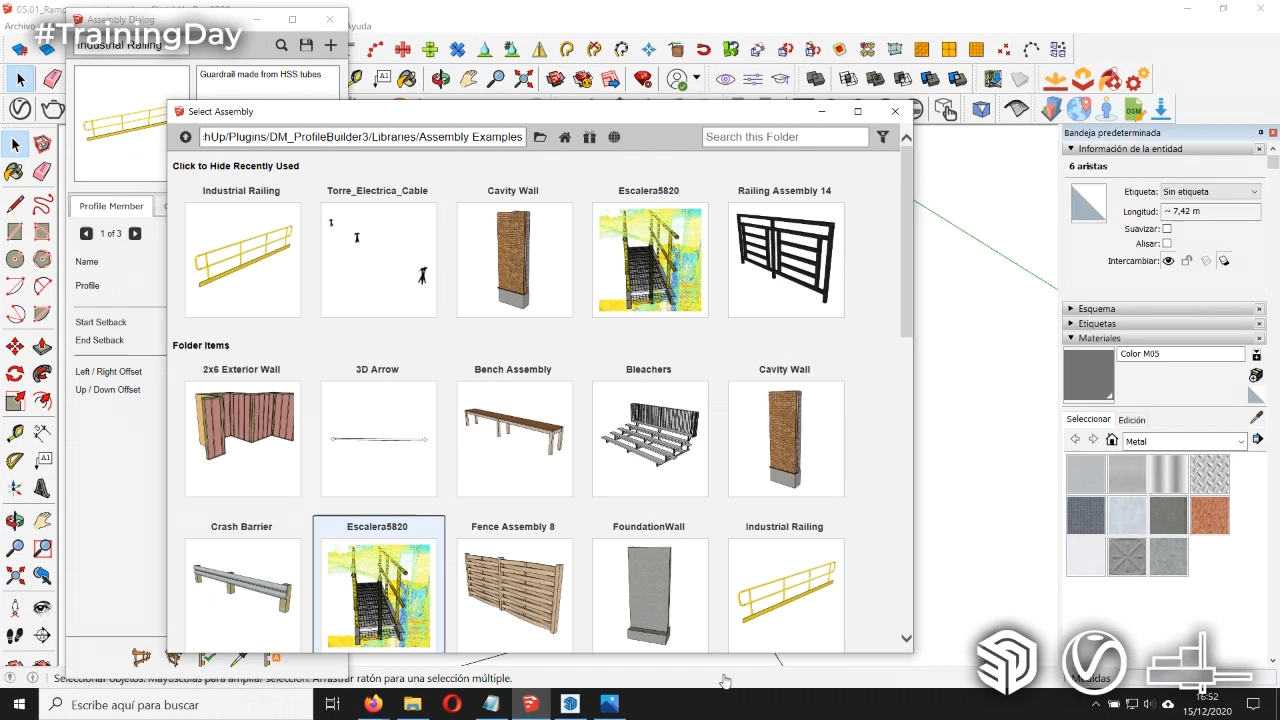 05.01_Ramp
Assembly Dialog
#TrainingDay
Industrial Railing
Ayuda
Guardrail made from HSS tubes
Select Assembly
:hUp/Plugins/DM_ProfileBuilder3/Libraries/Assembly Examples
Search this Folder
Click to Hide Recently Used
Industrial Railing
Torre_Electrica_Cable
Cavity Wall
Escalera5820
Railing Assembly 14
Folder Items
2x6 Exterior Wall
3D Arrow
Bench Assembly
Bleachers
Cavity Wall
Crash Barrier
Escalera5820
Fence Assembly 8
FoundationWall
Industrial Railing
Profile Member
1 of 3
Name
Profile
Start Setback
End Setback
Left / Right Offset
Up / Down Offset
Bandeja predeterminada
Información de la entidad
6 aristas
Etiqueta:
Sin etiqueta
Longitud:
~ 7,42 m
Suavizar:
Alisar:
Intercambiar:
Esquema
Etiquetas
Materiales
Color M05
Seleccionar
Edición
Metal
Seleccionar objetos. Mayúsculas para ampliar selección. Arrastrar ratón para una selección múltiple.
Medidas
Escribe aquí para buscar
16:52
15/12/2020